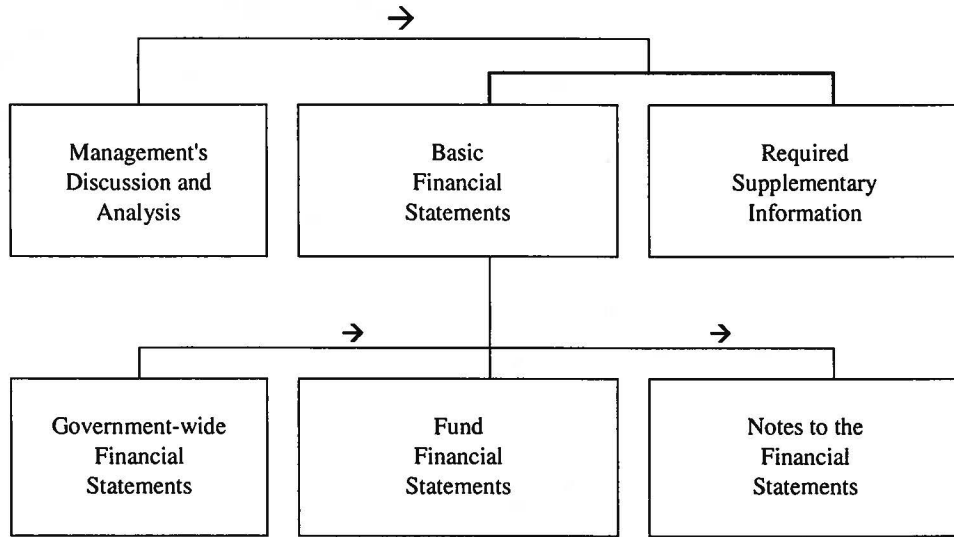 Management's
Discussion and
Analysis
Basic
Financial
Statements
Required
Supplementary
Information
Government-wide
Financial
Statements
Fund
Financial
Statements
Notes to the
Financial
Statements